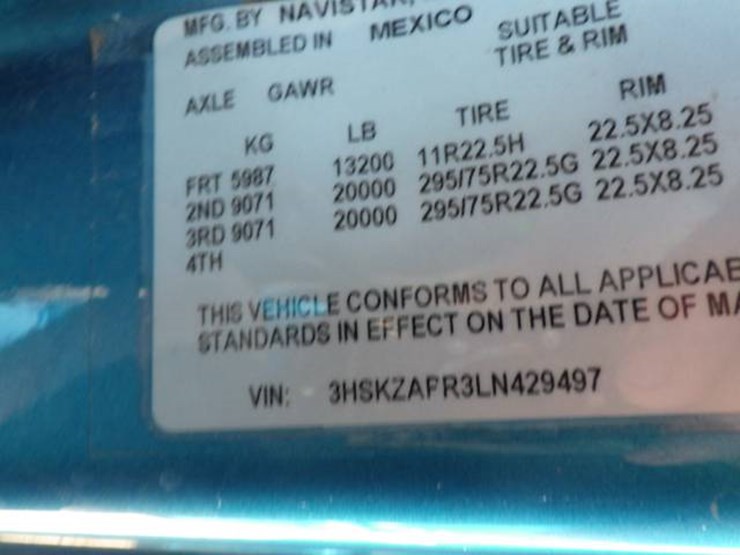 MFG. BY NAVISTAR,
ASSEMBLED IN MEXICO SUITABLE
TIRE & RIM
AXLE GAWR
KG LB TIRE RIM
FRT 5987 13200 11R22.5H 22.5X8.25
2ND 9071 20000 295/75R22.5G 22.5X8.25
3RD 9071 20000 295/75R22.5G 22.5X8.25
4TH
THIS VEHICLE CONFORMS TO ALL APPLICAB
STANDARDS IN EFFECT ON THE DATE OF MA
VIN: 3HSKZAPR3LN429497